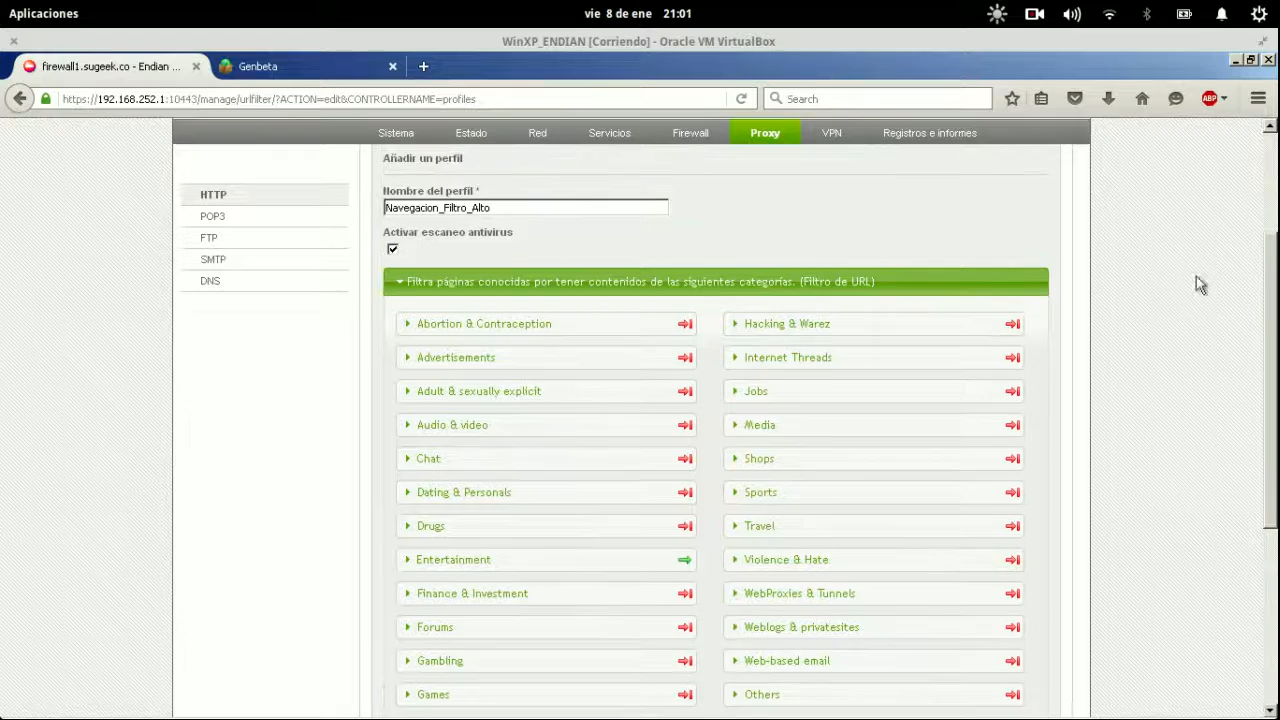 Aplicaciones
vie 8 de ene 21:01
WinXP_ENDIAN [Corriendo] - Oracle VM VirtualBox
firewall1.sugeek.co - Endian ...
Genbeta
https://192.168.252.1:10443/manage/urlfilter/?ACTION=edit&CONTROLLERNAME=profiles
Search
ABP
Sistema Estado Red Servicios Firewall Proxy VPN Registros e informes
HTTP
POP3
FTP
SMTP
DNS
Añadir un perfil
Nombre del perfil *
Navegacion_Filtro_Alto
Activar escaneo antivirus
Filtra páginas conocidas por tener contenidos de las siguientes categorías. (Filtro de URL)
Abortion & Contraception
Advertisements
Adult & sexually explicit
Audio & video
Chat
Dating & Personals
Drugs
Entertainment
Finance & Investment
Forums
Gambling
Games
Hacking & Warez
Internet Threads
Jobs
Media
Shops
Sports
Travel
Violence & Hate
WebProxies & Tunnels
Weblogs & privatesites
Web-based email
Others